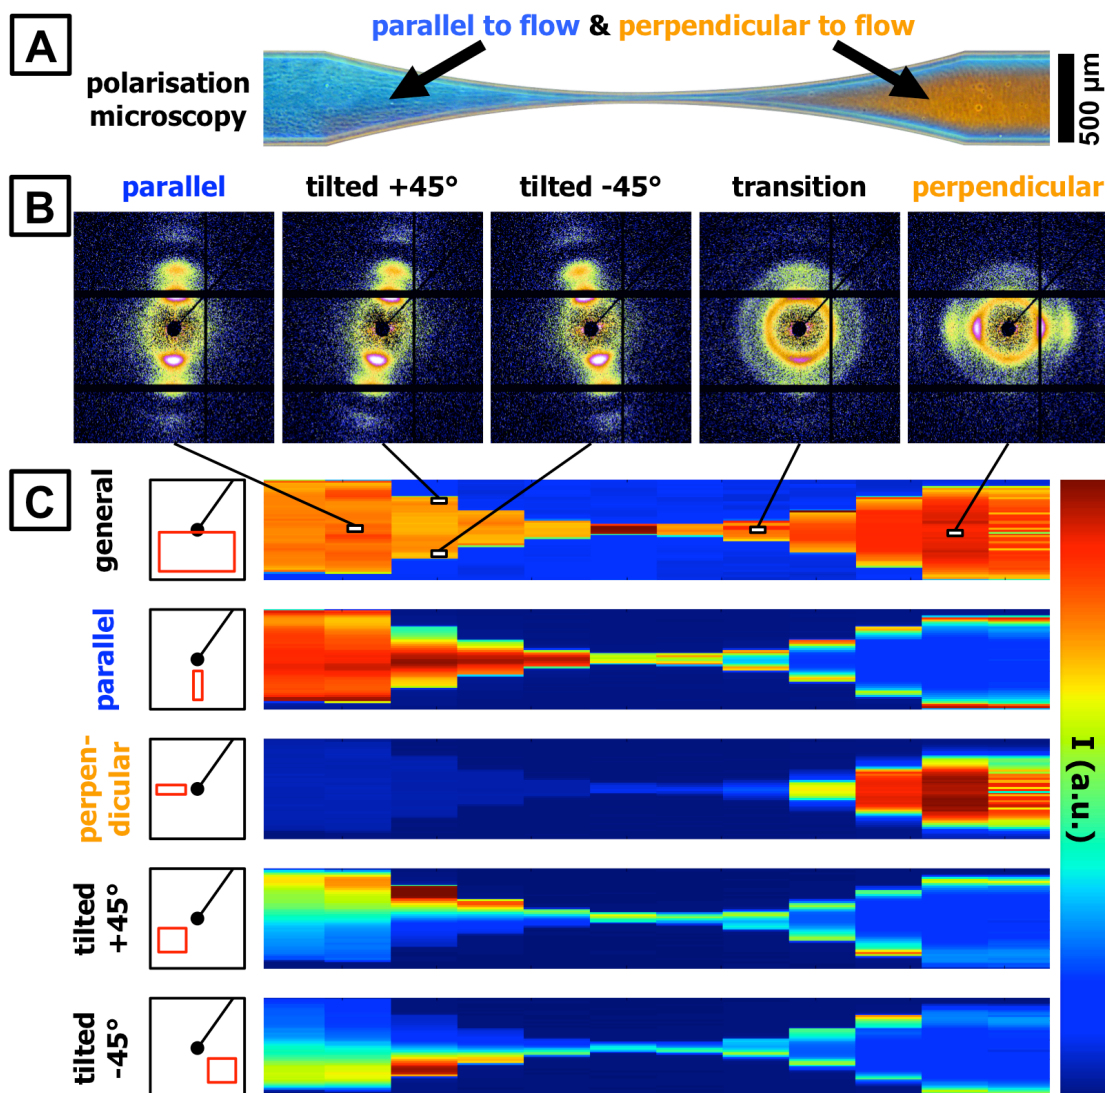 A
parallel to flow & perpendicular to flow
polarisation
microscopy
500 µm
B
parallel
tilted +45°
tilted -45°
transition
perpendicular
C
general
parallel
perpen-
dicular
tilted
+45°
tilted
-45°
I (a.u.)